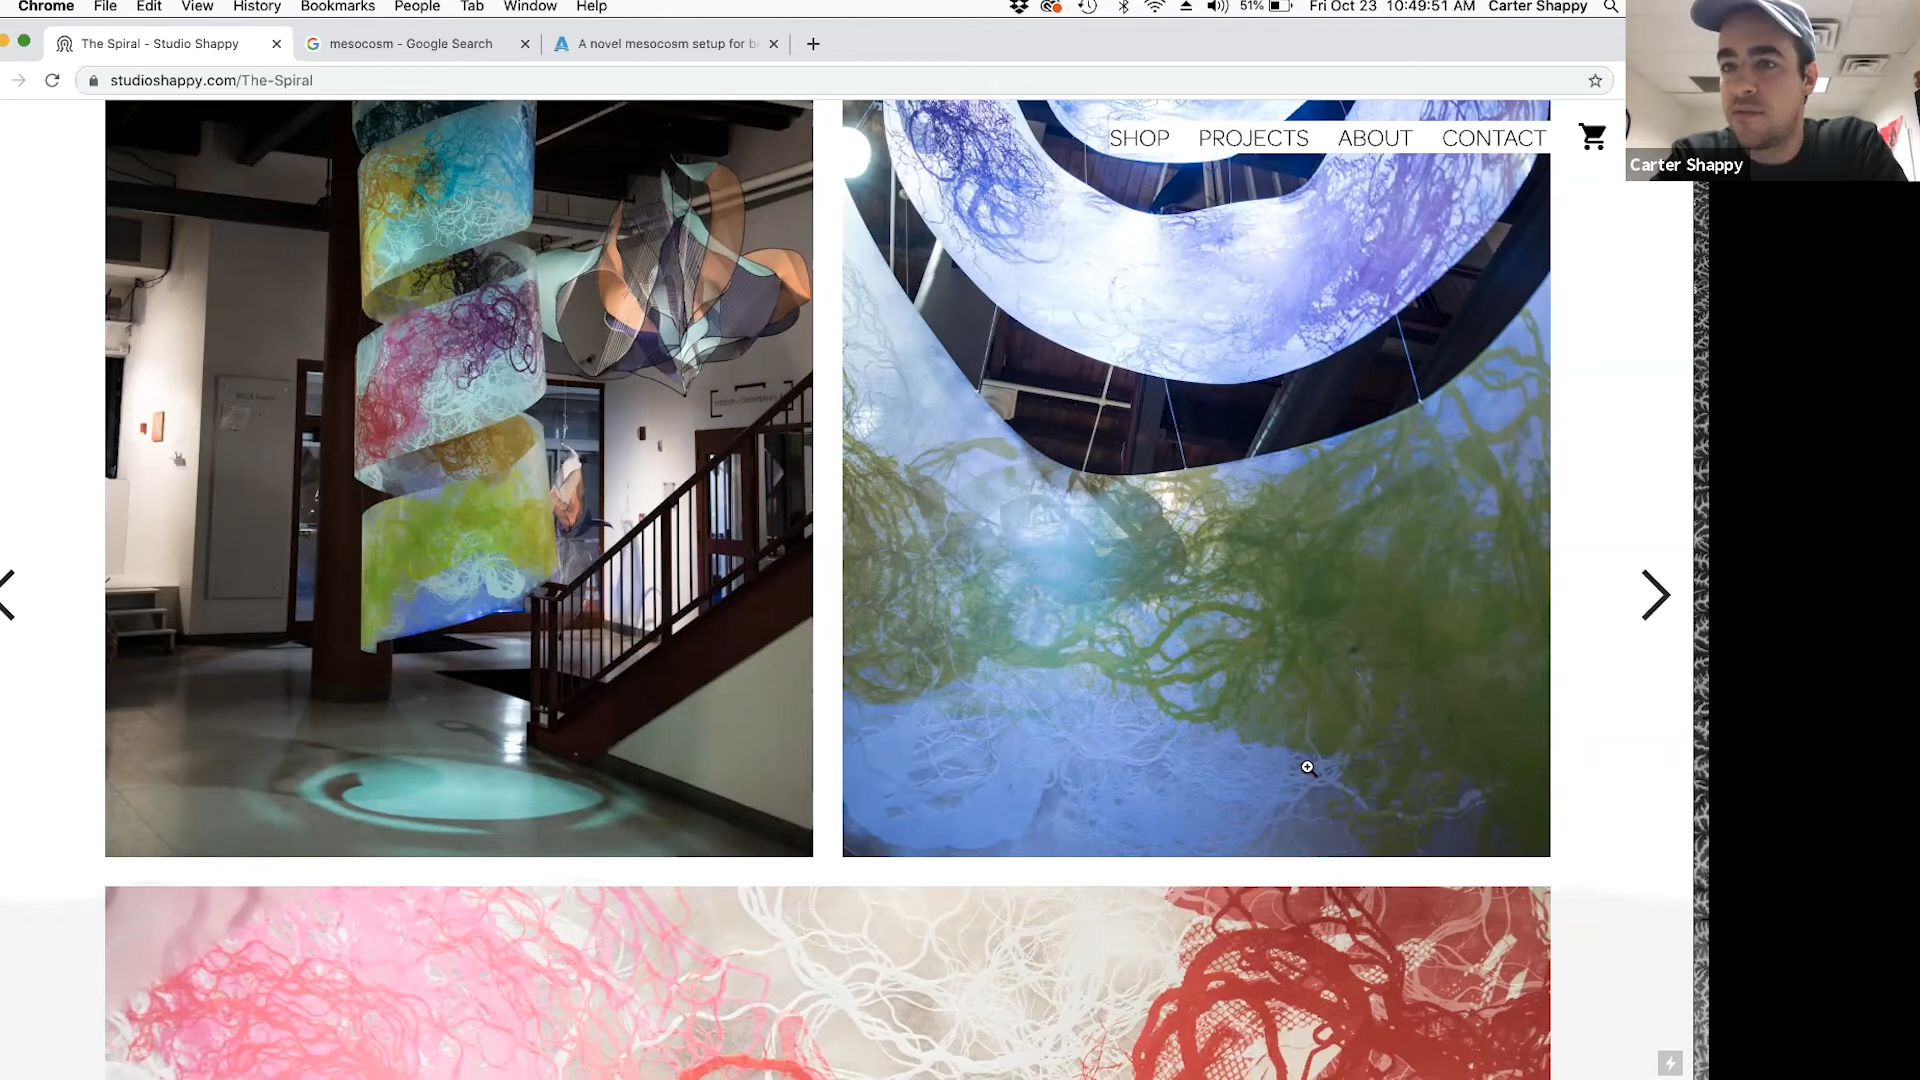 Chrome File Edit View History Bookmarks People Tab Window Help 51% Fri Oct 23 10:49:51 AM Carter Shappy
The Spiral - Studio Shappy mesocosm - Google Search A novel mesocosm setup for b
studioshappy.com/The-Spiral
SHOP PROJECTS ABOUT CONTACT
Carter Shappy